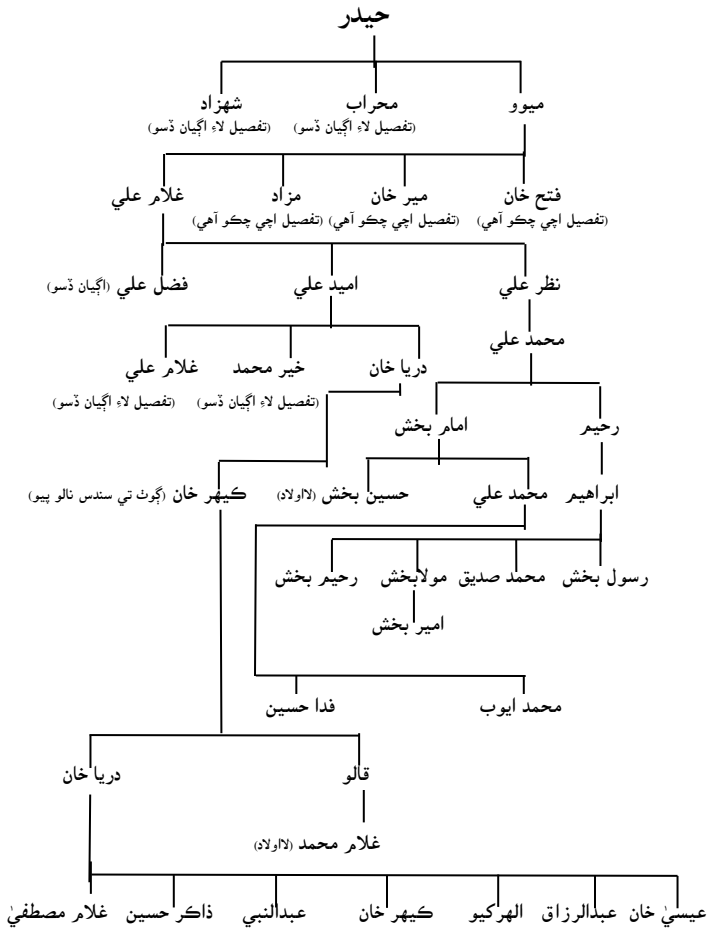 حيدر
ميوو محراب شهزاد
(تفصيل لاءِ اڳيان ڏسو) (تفصيل لاءِ اڳيان ڏسو)
فتح خان مير خان مزاد غلام علي
(تفصيل اچي چڪو آهي) (تفصيل اچي چڪو آهي) (تفصيل اچي چڪو آهي)
نظر علي اميد علي فضل علي (اڳيان ڏسو)
محمد علي
دريا خان خير محمد غلام علي
(تفصيل لاءِ اڳيان ڏسو) (تفصيل لاءِ اڳيان ڏسو)
رحيم امام بخش
ابراهيم محمد علي حسين بخش (لااولاد) ڪيهر خان (ڳوٺ تي سندس نالو پيو)
رسول بخش محمد صديق مولابخش رحيم بخش
امير بخش
محمد ايوب فدا حسين
قالو دريا خان
غلام محمد (لااولاد)
عيسيٰ خان عبدالرزاق الهرکيو ڪيهر خان عبدالنبي ذاڪر حسين غلام مصطفيٰ